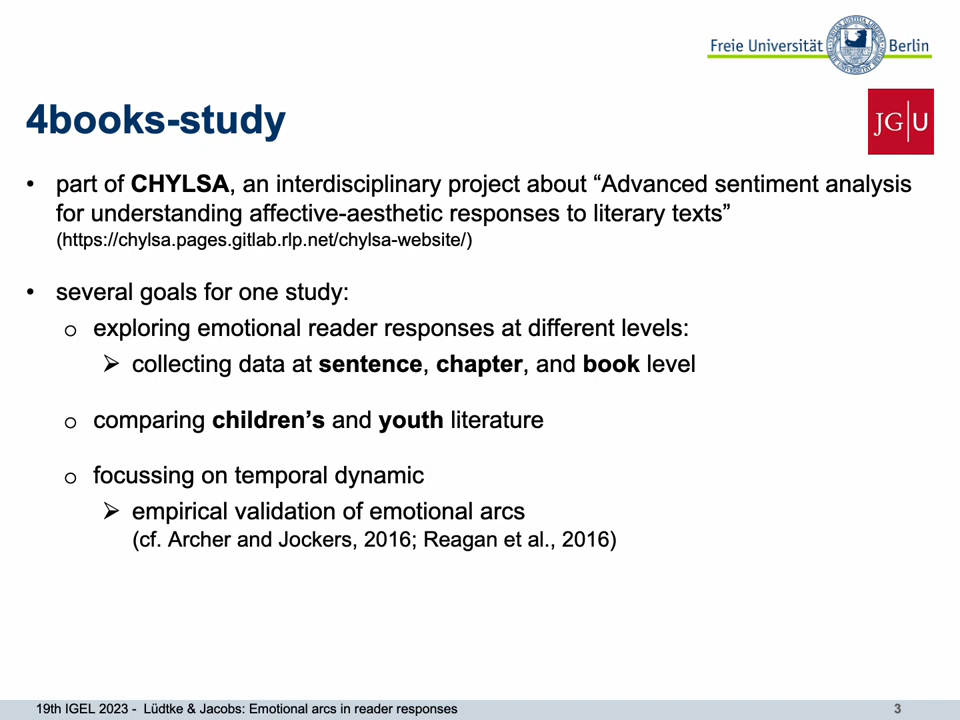 Freie Universität Berlin
4books-study
JG|U
• part of CHYLSA, an interdisciplinary project about “Advanced sentiment analysis
for understanding affective-aesthetic responses to literary texts”
(https://chylsa.pages.gitlab.rlp.net/chylsa-website/)
• several goals for one study:
o exploring emotional reader responses at different levels:
➢ collecting data at sentence, chapter, and book level
o comparing children’s and youth literature
o focussing on temporal dynamic
➢ empirical validation of emotional arcs
(cf. Archer and Jockers, 2016; Reagan et al., 2016)
19th IGEL 2023 - Lüdtke & Jacobs: Emotional arcs in reader responses 3